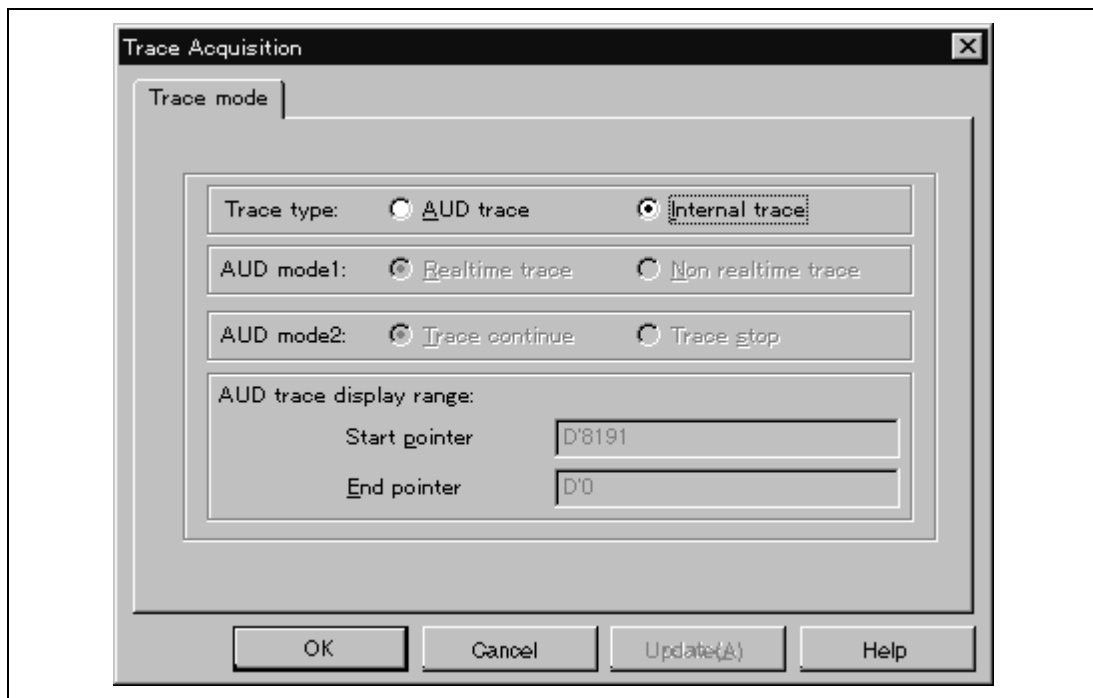 Trace Acquisition
Trace mode
Trace type: AUD trace Internal trace
AUD mode1: Realtime trace Non realtime trace
AUD mode2: Trace continue Trace stop
AUD trace display range:
Start pointer D'8191
End pointer D'0
OK Cancel Update(A) Help